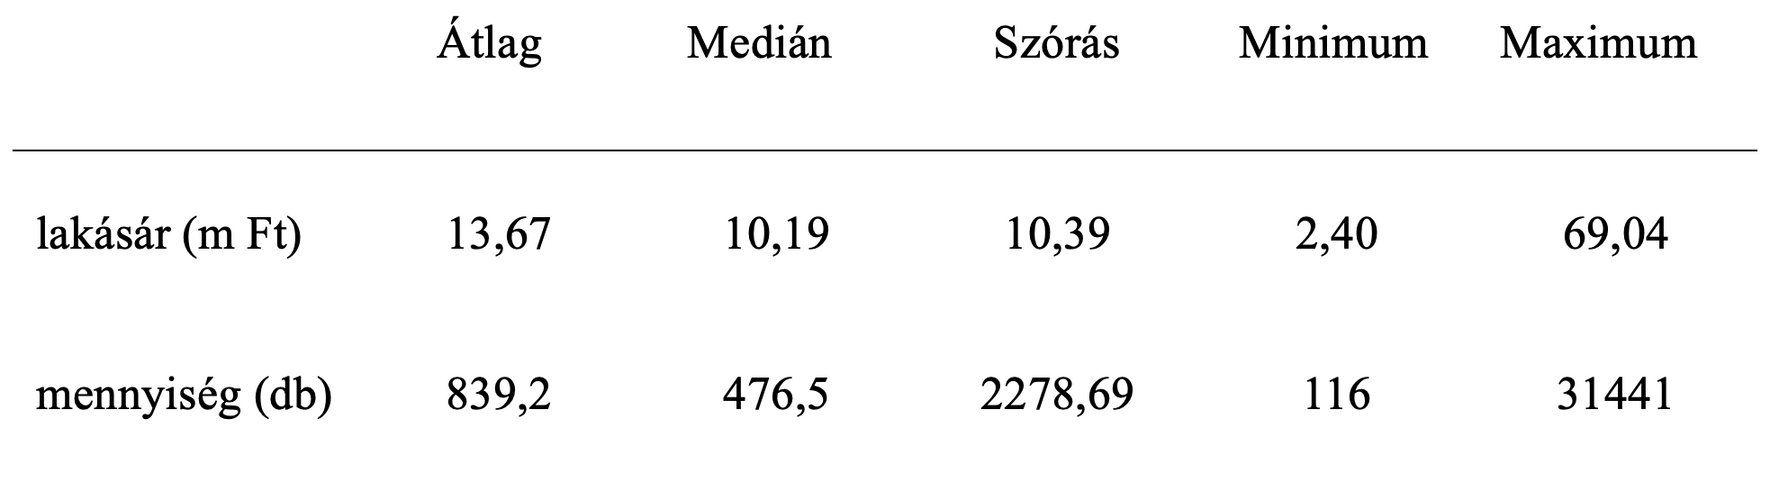 Átlag Medián Szórás Minimum Maximum
lakásár (m Ft) 13,67 10,19 10,39 2,40 69,04
mennyiség (db) 839,2 476,5 2278,69 116 31441